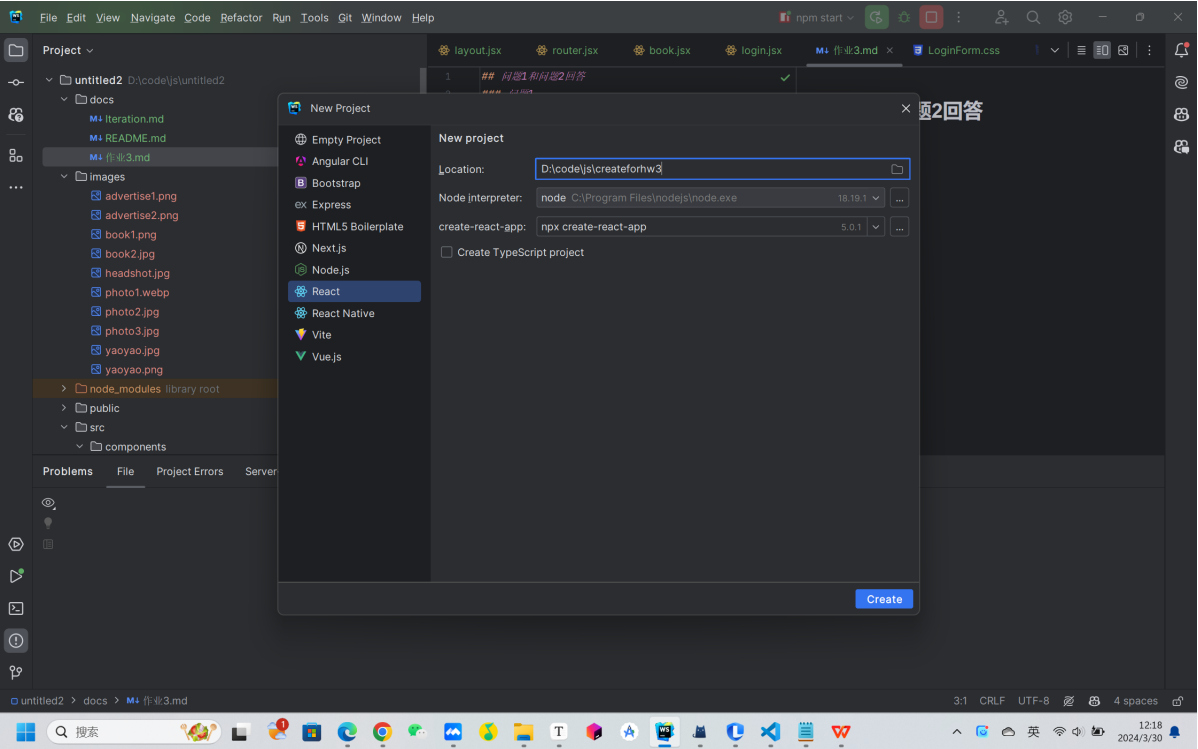 File Edit View Navigate Code Refactor Run Tools Git Window Help
npm start
Project
layout.jsx
router.jsx
book.jsx
login.jsx
作业3.md
LoginForm.css
untitled2 D:\code\js\untitled2
docs
Iteration.md
README.md
作业3.md
images
advertise1.png
advertise2.png
book1.png
book2.jpg
headshot.jpg
photo1.webp
photo2.jpg
photo3.jpg
yaoyao.jpg
yaoyao.png
node_modules library root
public
src
components
1 ## 问题1和问题2回答
题2回答
New Project
Empty Project
Angular CLI
Bootstrap
Express
HTML5 Boilerplate
Next.js
Node.js
React
React Native
Vite
Vue.js
New project
Location: D:\code\js\createforhw3
Node interpreter: node C:\Program Files\nodejs\node.exe 18.19.1 ...
create-react-app: npx create-react-app 5.0.1 ...
Create TypeScript project
Create
Problems File Project Errors Server
untitled2 > docs > 作业3.md
3:1 CRLF UTF-8 4 spaces
搜索
1
英
12:18
2024/3/30